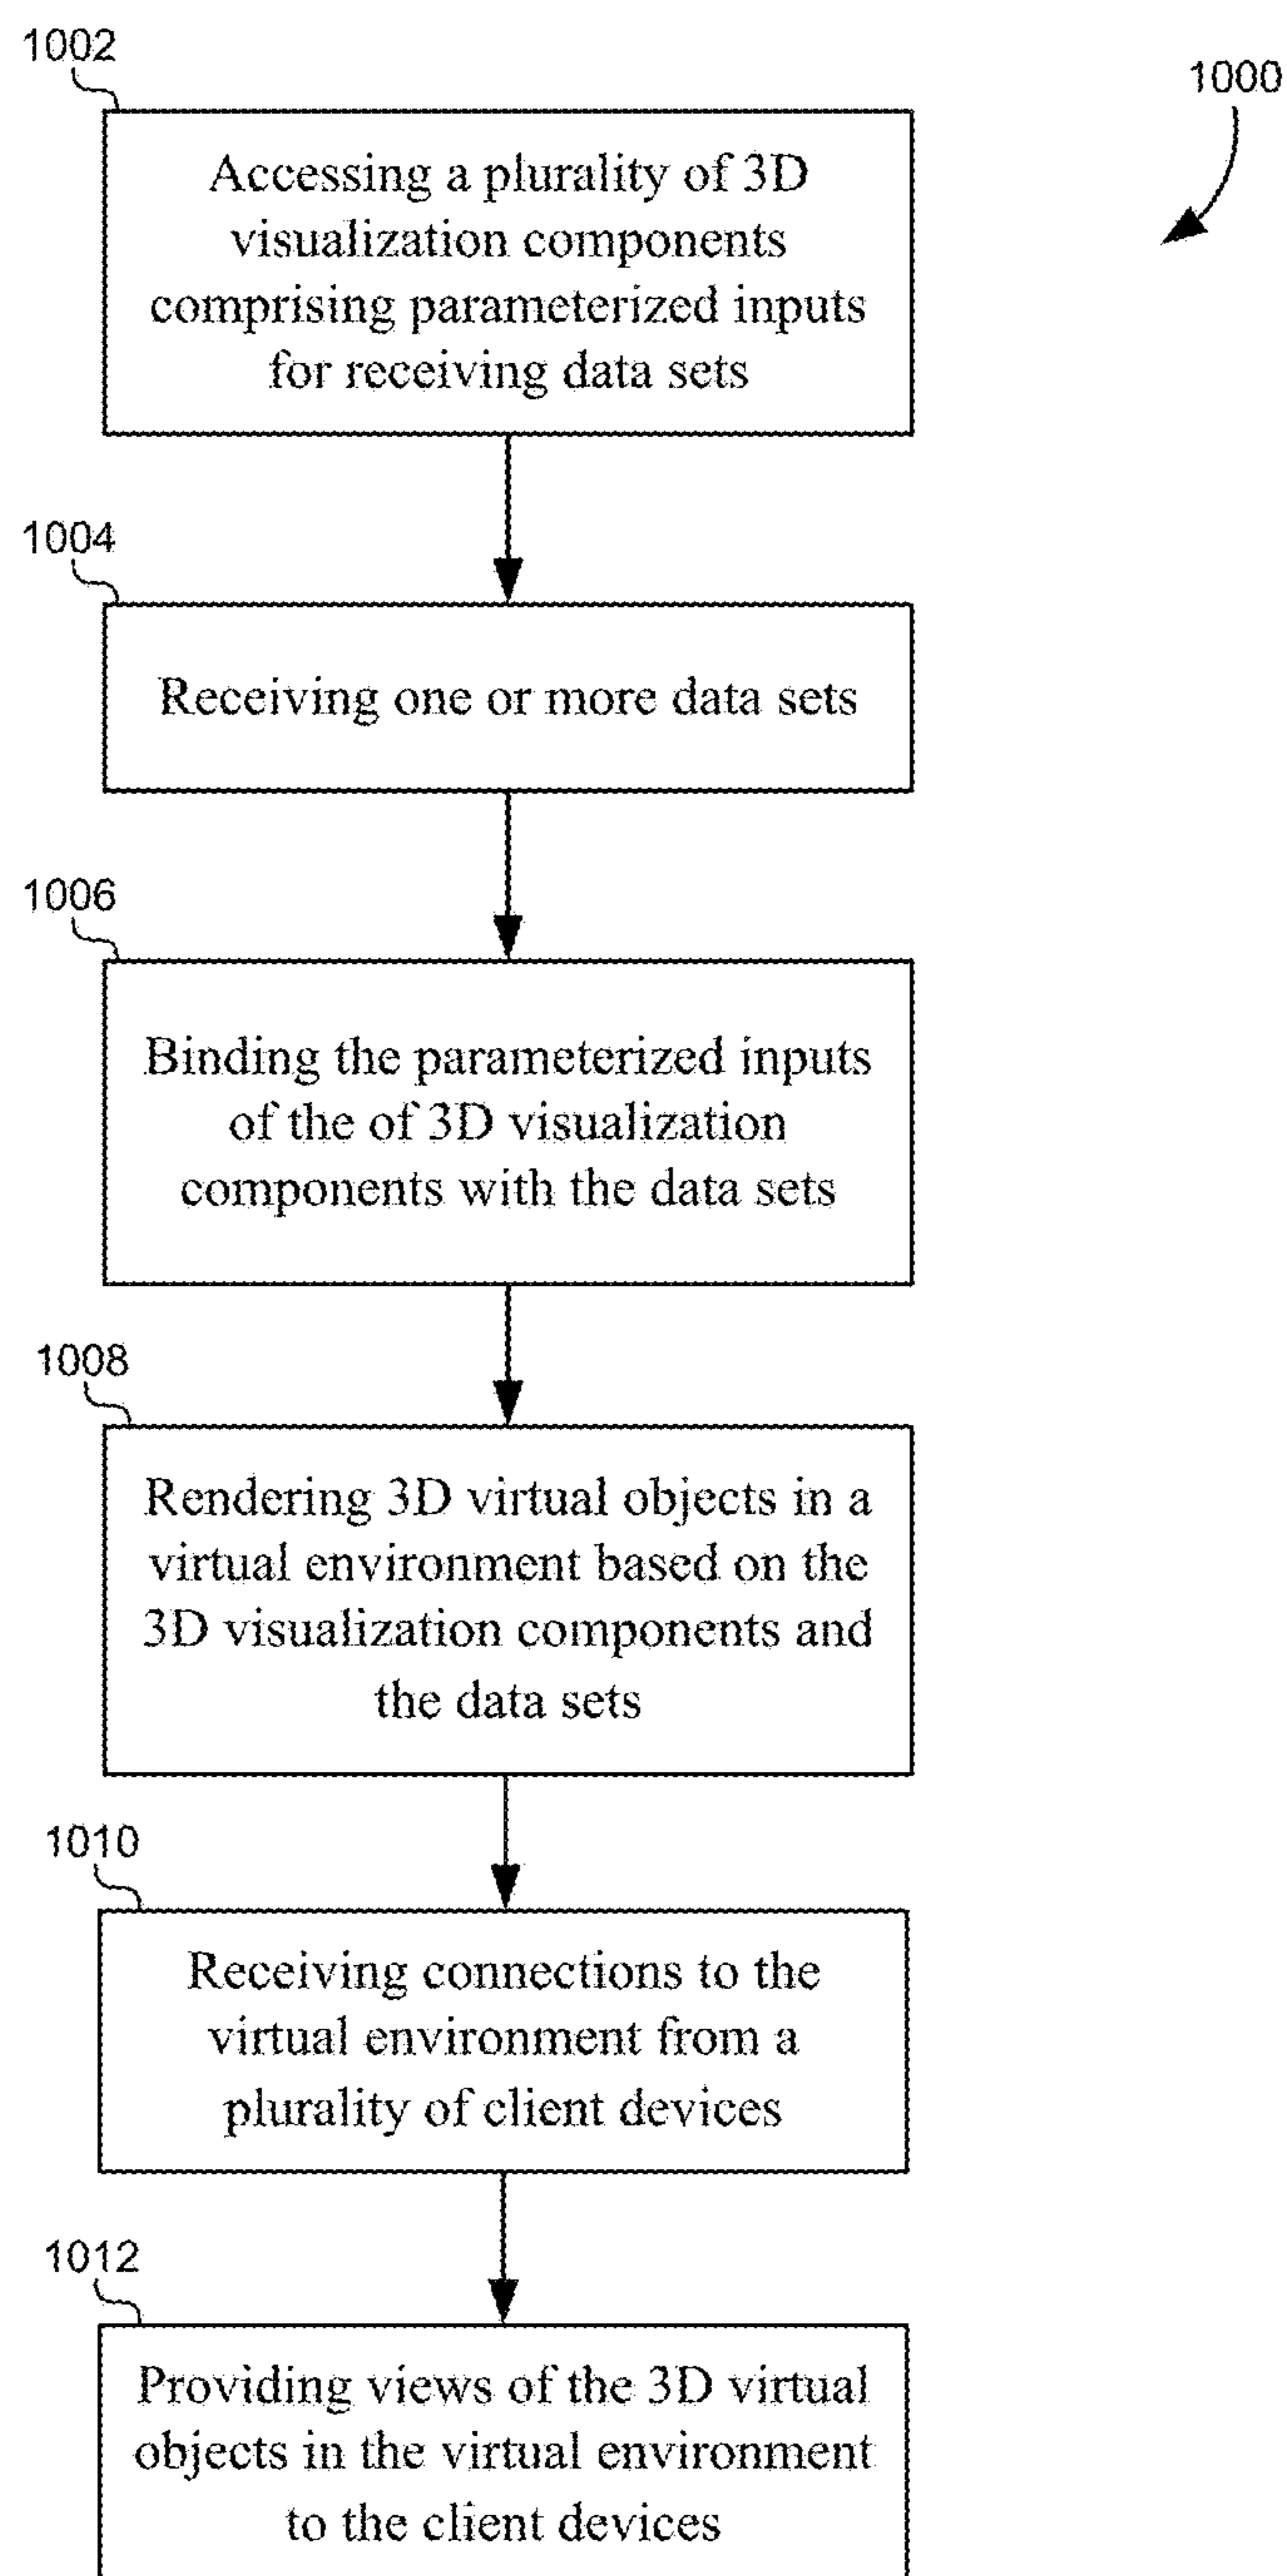 1002
1000
Accessing a plurality of 3D
visualization components
comprising parameterized inputs
for receiving data sets
1004
Receiving one or more data sets
1006
Binding the parameterized inputs
of the of 3D visualization
components with the data sets
1008
Rendering 3D virtual objects in a
virtual environment based on the
3D visualization components and
the data sets
1010
Receiving connections to the
virtual environment from a
plurality of client devices
1012
Providing views of the 3D virtual
objects in the virtual environment
to the client devices